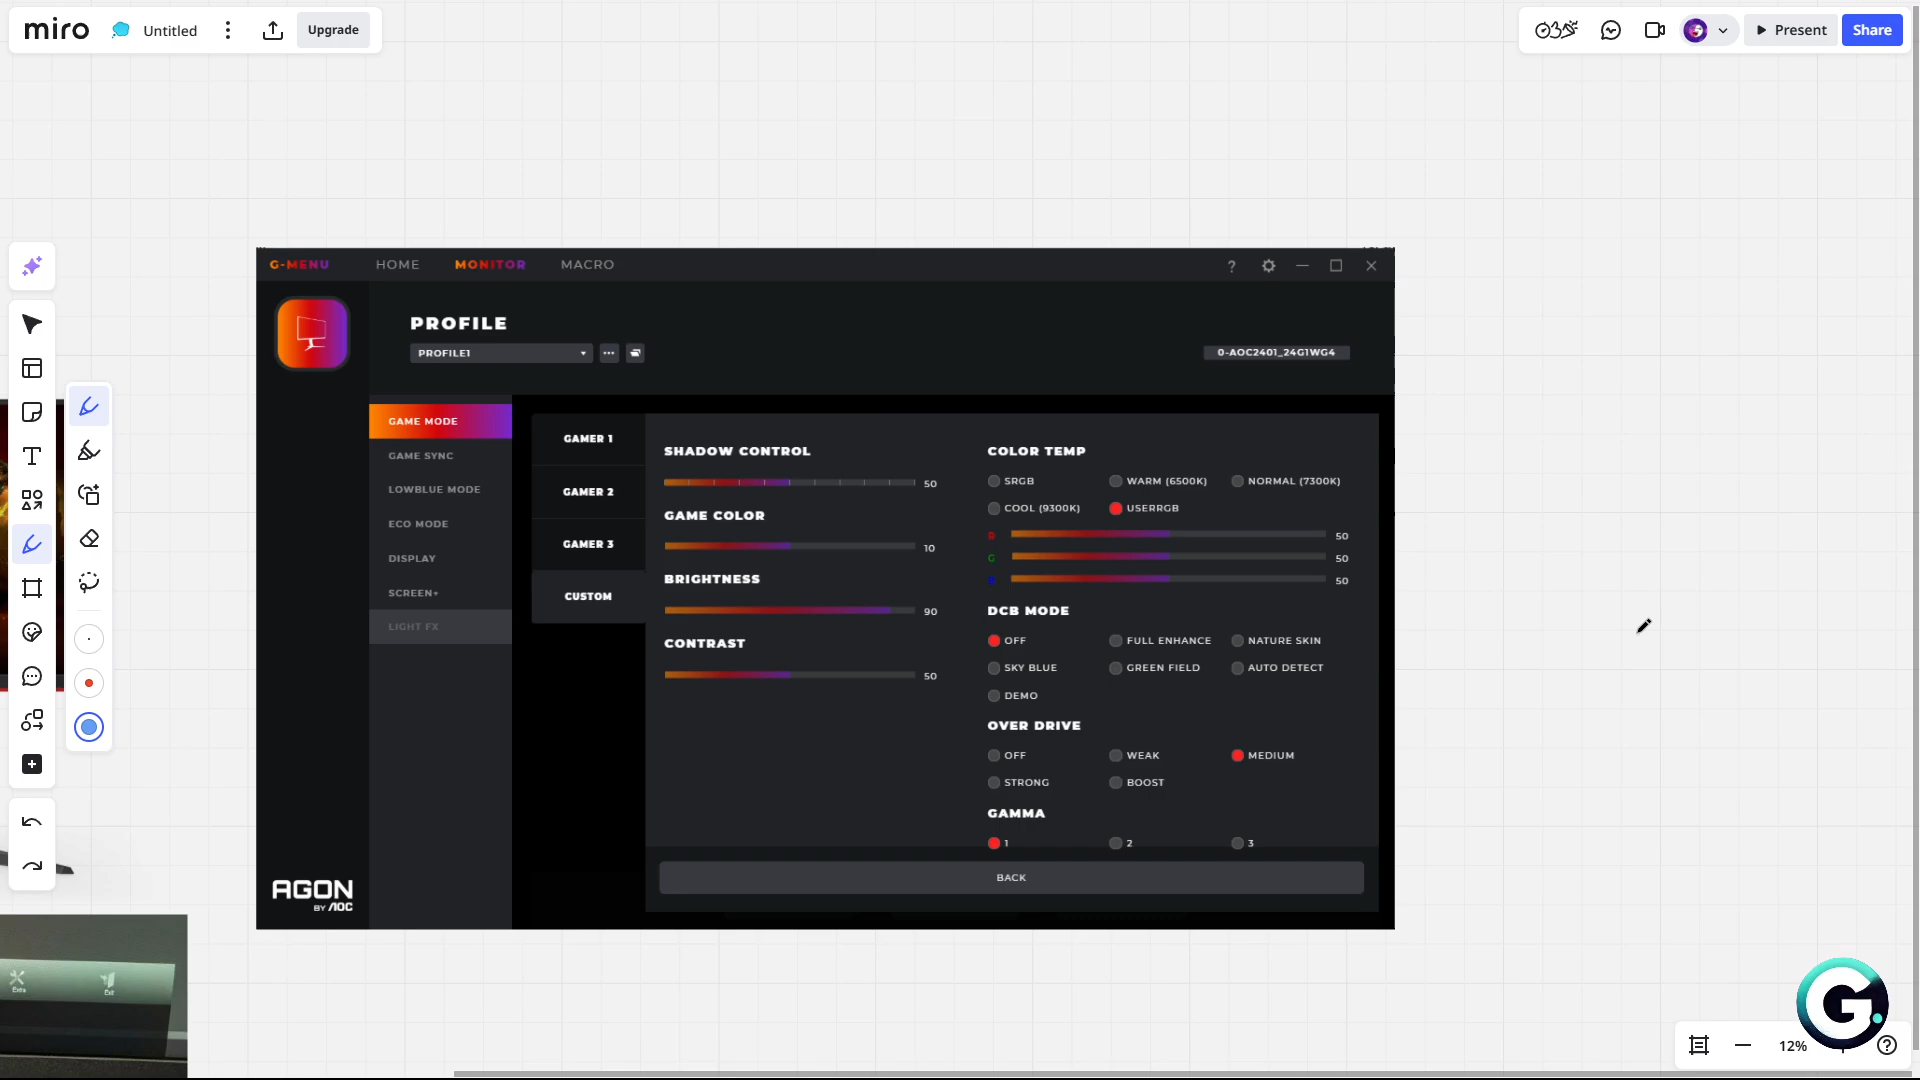 miro Untitled Upgrade
Present Share
G-MENU HOME MONITOR MACRO
PROFILE
PROFILE1
0-AOC2401_24G1WG4
GAME MODE
GAME SYNC
LOWBLUE MODE
ECO MODE
DISPLAY
SCREEN+
LIGHT FX
GAMER 1
GAMER 2
GAMER 3
CUSTOM
SHADOW CONTROL
50
GAME COLOR
10
BRIGHTNESS
90
CONTRAST
50
COLOR TEMP
SRGB WARM (6500K) NORMAL (7300K)
COOL (9300K) USERRGB
R 50
G 50
B 50
DCB MODE
OFF FULL ENHANCE NATURE SKIN
SKY BLUE GREEN FIELD AUTO DETECT
DEMO
OVER DRIVE
OFF WEAK MEDIUM
STRONG BOOST
GAMMA
1 2 3
BACK
AGON
BY AOC
Extra Exit
G
12%